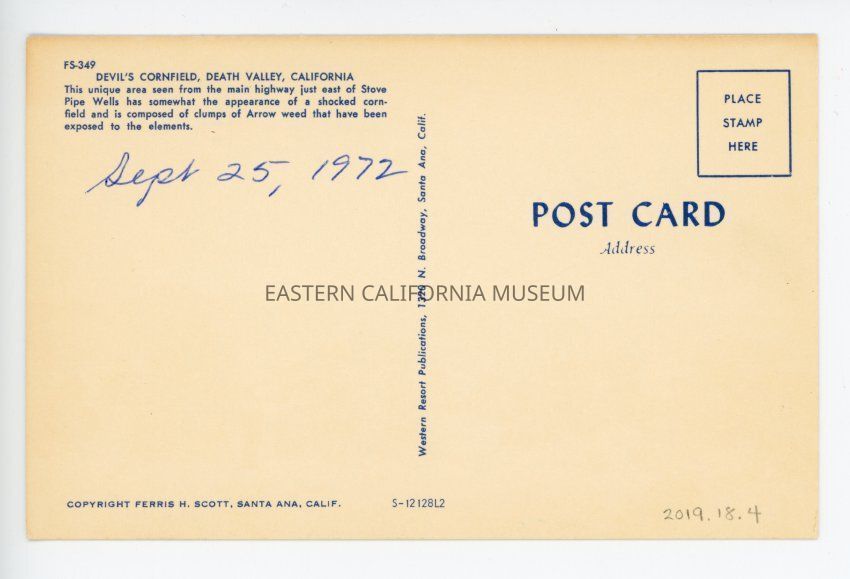 FS-349
DEVIL'S CORNFIELD, DEATH VALLEY, CALIFORNIA
This unique area seen from the main highway just east of Stove
Pipe Wells has somewhat the appearance of a shocked corn-
field and is composed of clumps of Arrow weed that have been
exposed to the elements.
Sept 25, 1972
Western Resort Publications, 1320 N. Broadway, Santa Ana, Calif.
PLACE
STAMP
HERE
POST CARD
Address
EASTERN CALIFORNIA MUSEUM
COPYRIGHT FERRIS H. SCOTT, SANTA ANA, CALIF.
S-12128L2
2019.18.4